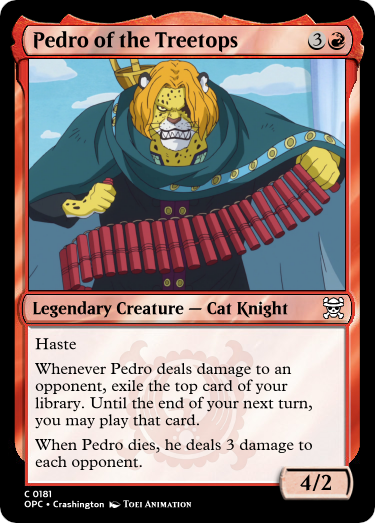 Pedro of the Treetops 3
Legendary Creature — Cat Knight
Haste
Whenever Pedro deals damage to an
opponent, exile the top card of your
library. Until the end of your next turn,
you may play that card.
When Pedro dies, he deals 3 damage to
each opponent.
4/2
C 0181
OPC • Crashington TOEI ANIMATION